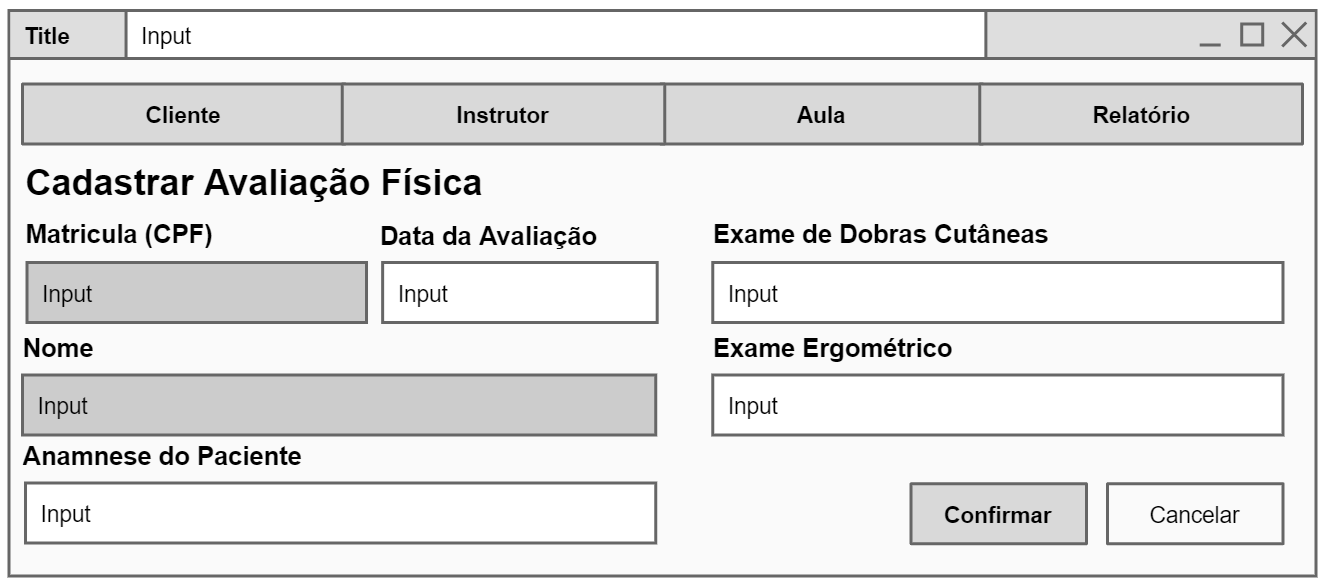 Title Input
Cliente Instrutor Aula Relatório
Cadastrar Avaliação Física
Matricula (CPF) Data da Avaliação Exame de Dobras Cutâneas
Input Input Input
Nome Exame Ergométrico
Input Input
Anamnese do Paciente
Input Confirmar Cancelar